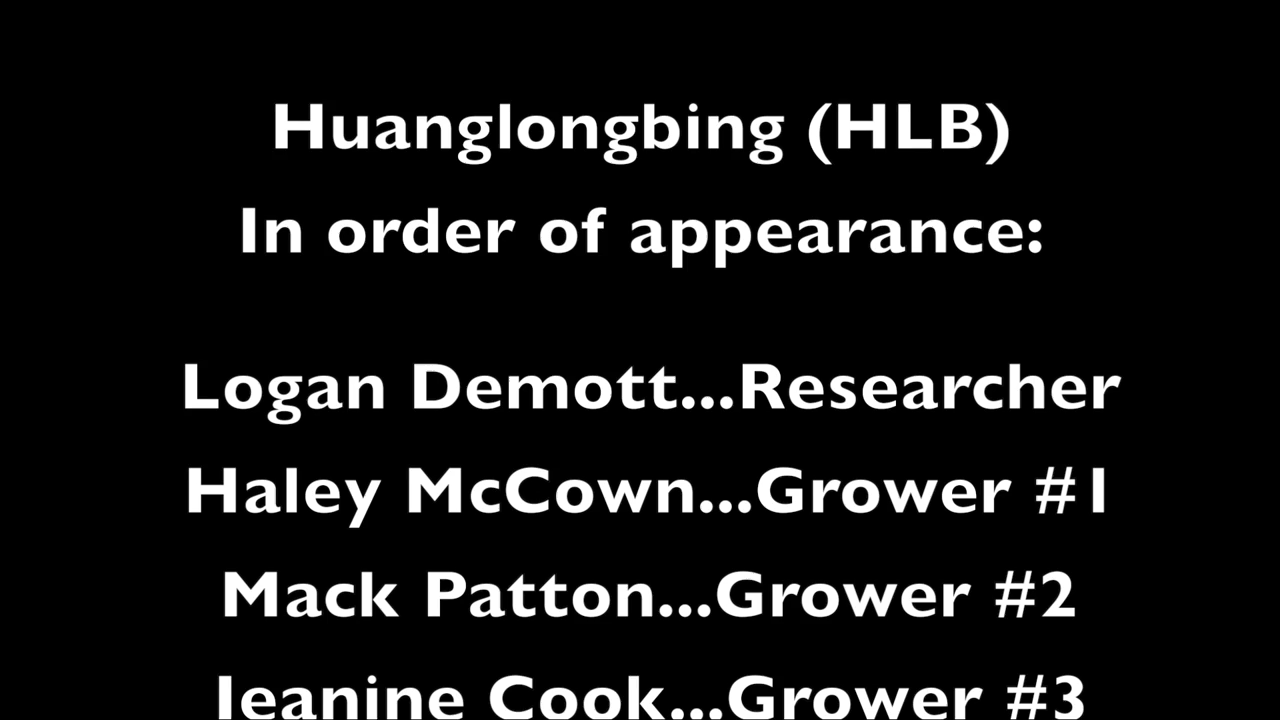 Huanglongbing (HLB)
In order of appearance:
Logan Demott...Researcher
Haley McCown...Grower #1
Mack Patton...Grower #2
Jeanine Cook...Grower #3